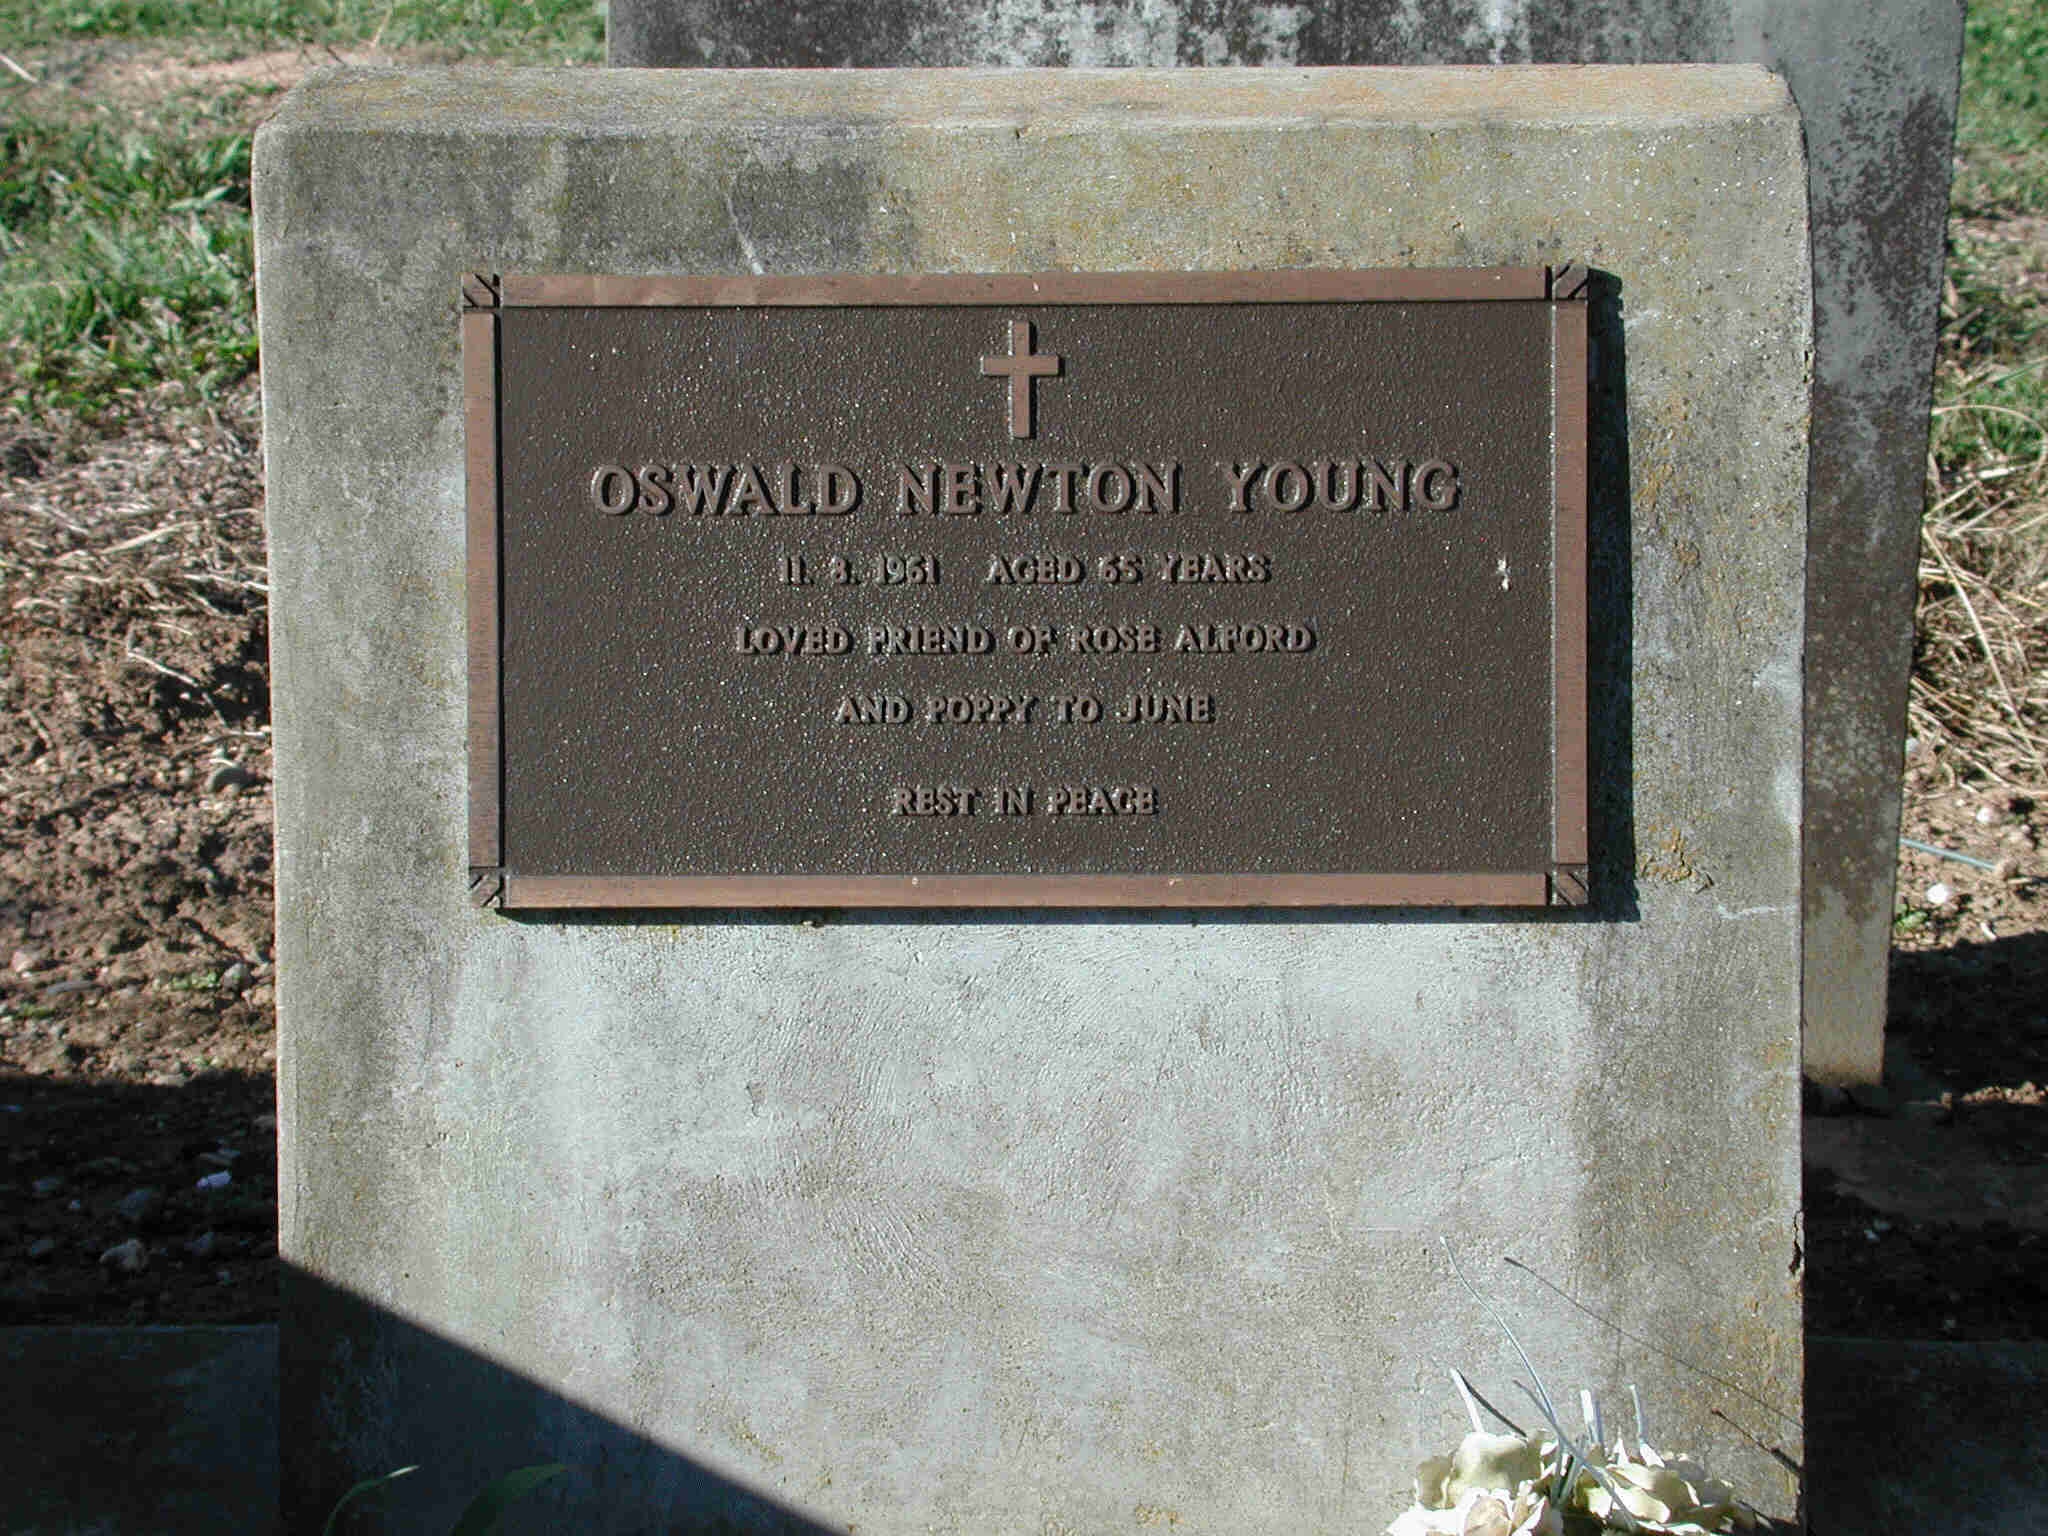 OSWALD NEWTON YOUNG
11. 8. 1961 AGED 65 YEARS
LOVED FRIEND OF ROSE ALFORD
AND POPPY TO JUNE
REST IN PEACE